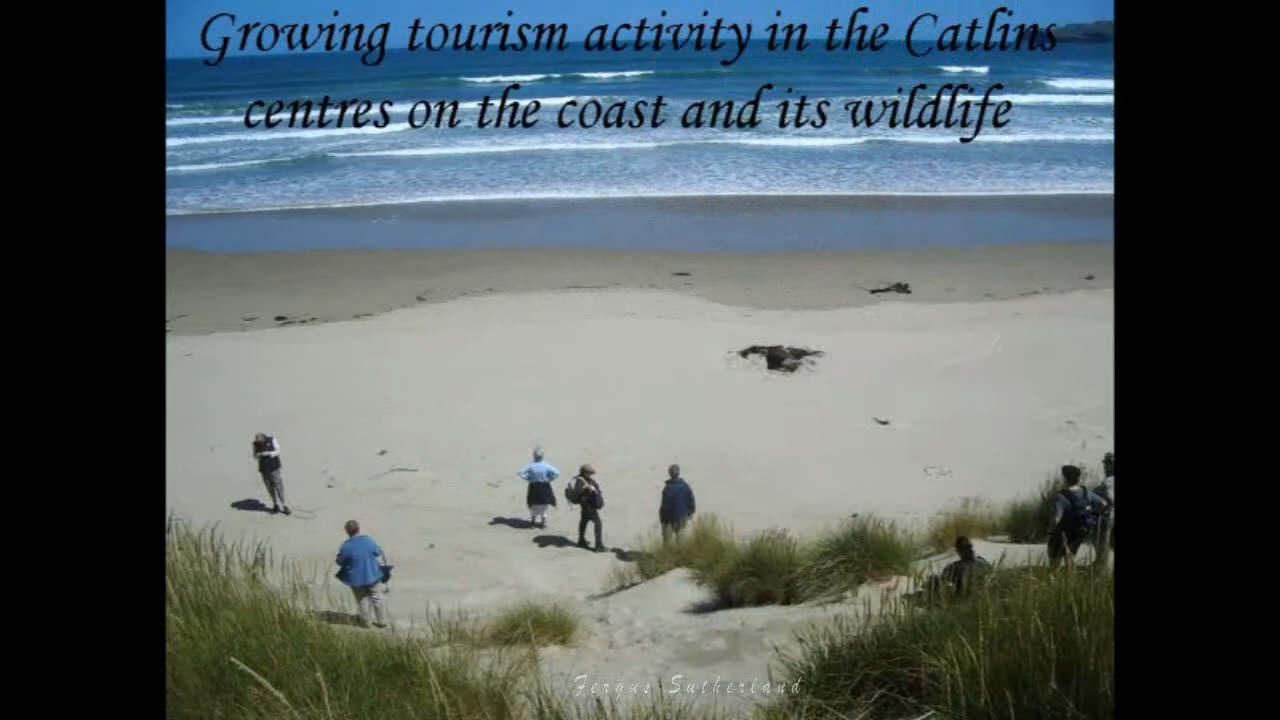 Growing tourism activity in the Catlins
centres on the coast and its wildlife
Fergus Sutherland